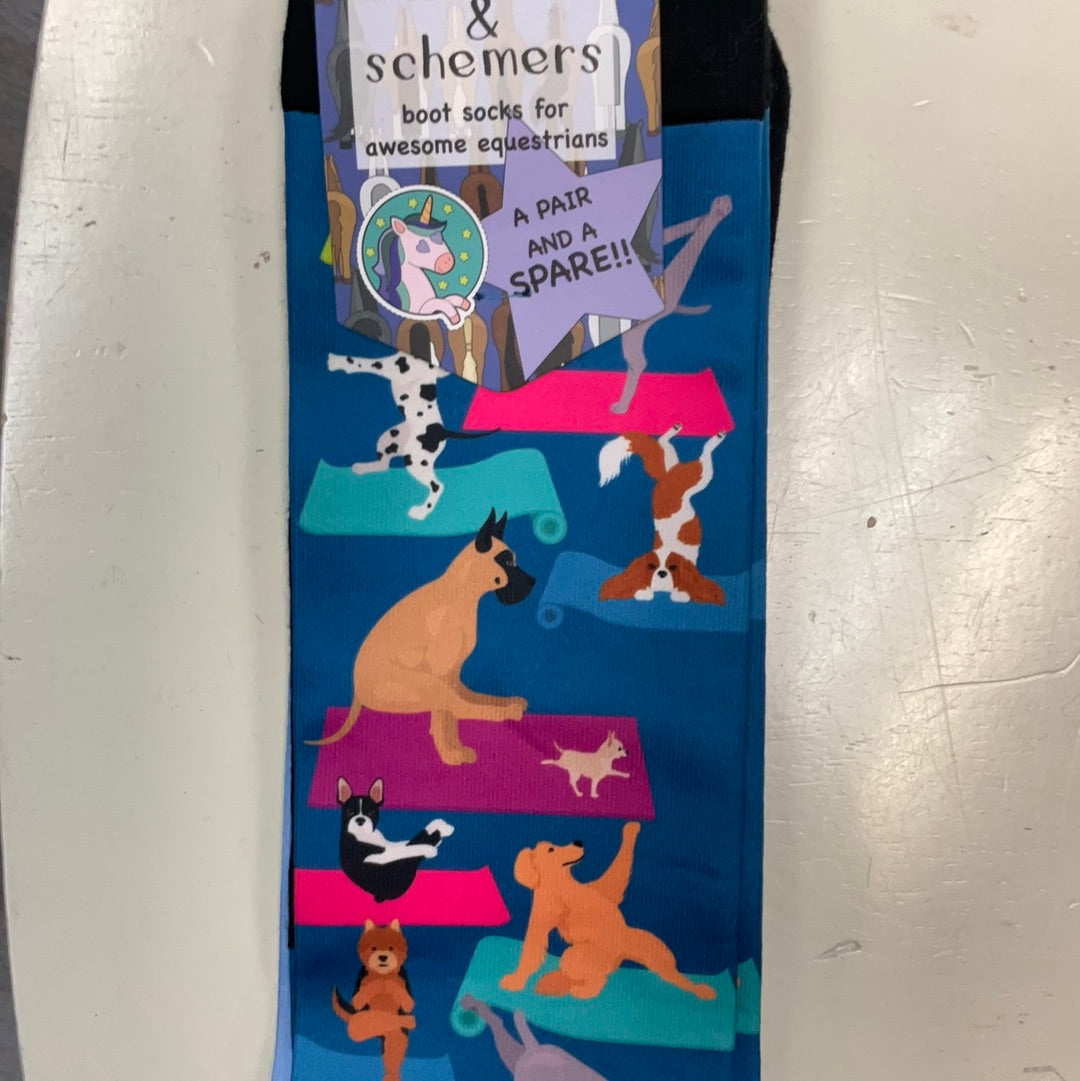 &
schemers
boot socks for
awesome equestrians
A PAIR
AND A
SPARE!!